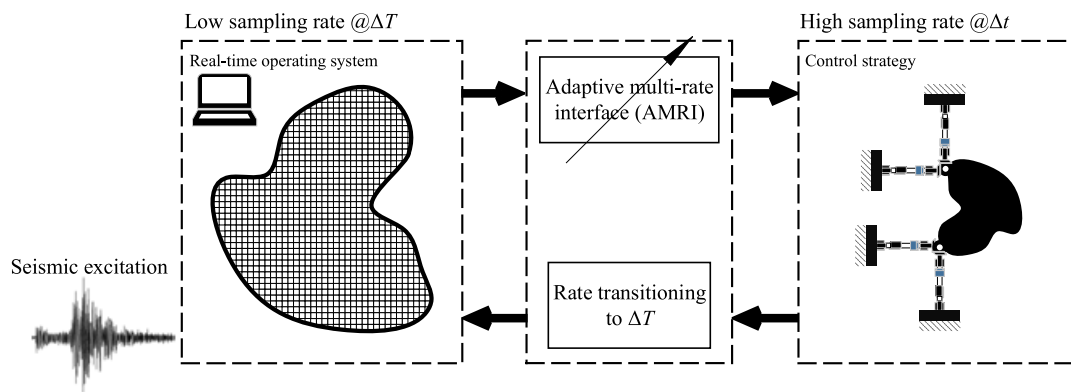 Low sampling rate @ΔT
High sampling rate @Δt
Real-time operating system
Adaptive multi-rate
interface (AMRI)
Control strategy
Seismic excitation
Rate transitioning
to ΔT